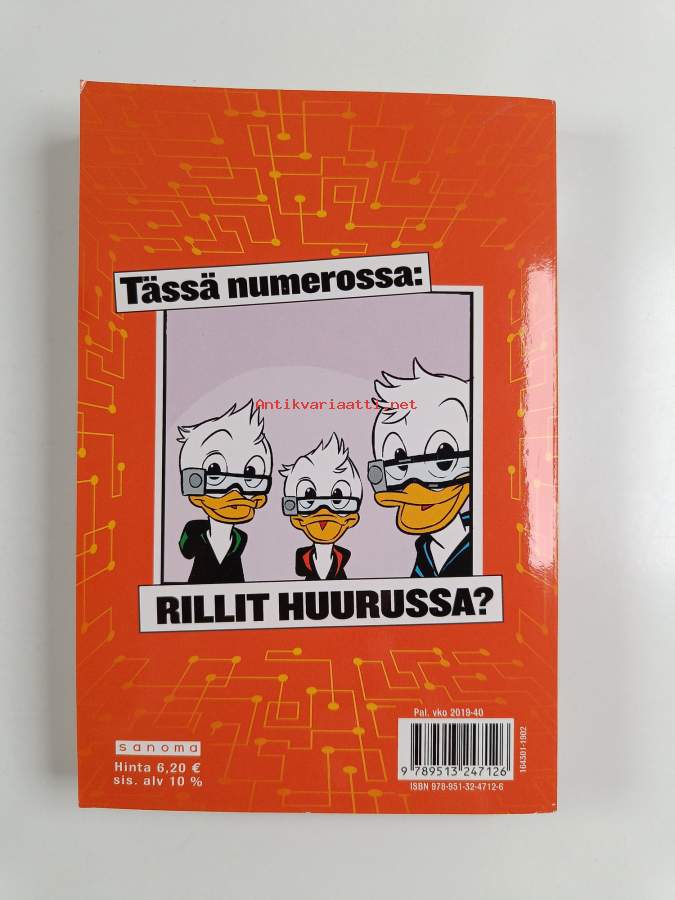 Tässä numerossa:
Antikvariaatti.net
RILLIT HUURUSSA?
Pal. vko 2019-40
sanoma
Hinta 6,20 €
sis. alv 10 %
9 789513 247126
ISBN 978-951-32-4712-6
164301-1902